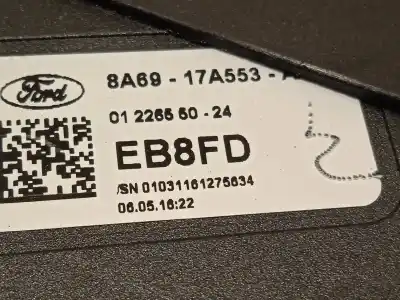 Ford
8A69 - 17A553 -
01 2265 50 - 24
EB8FD
/SN 01031161275634
06.05.16:22